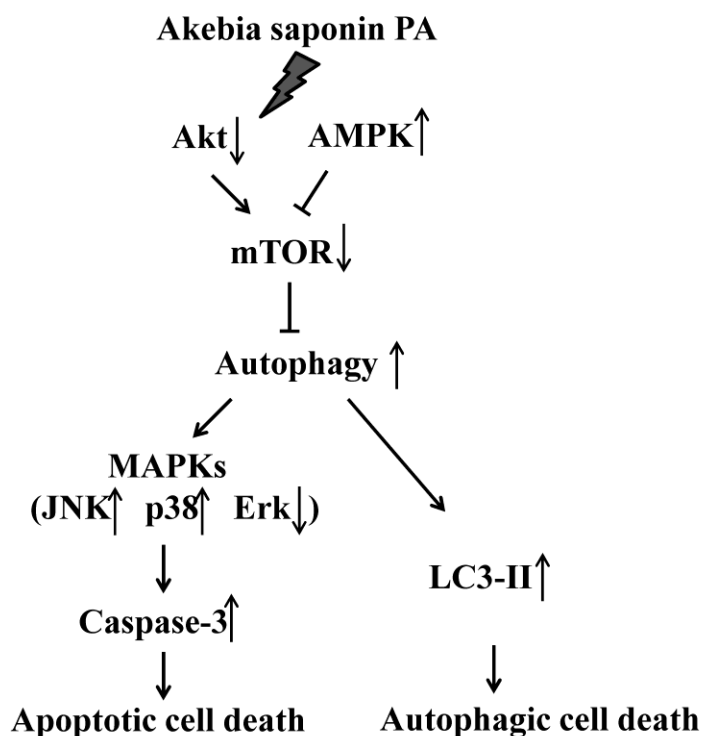 Akebia saponin PA
Akt↓ AMPK↑
mTOR↓
Autophagy ↑
MAPKs
(JNK↑ p38↑ Erk↓)
LC3-II↑
Caspase-3↑
Apoptotic cell death
Autophagic cell death